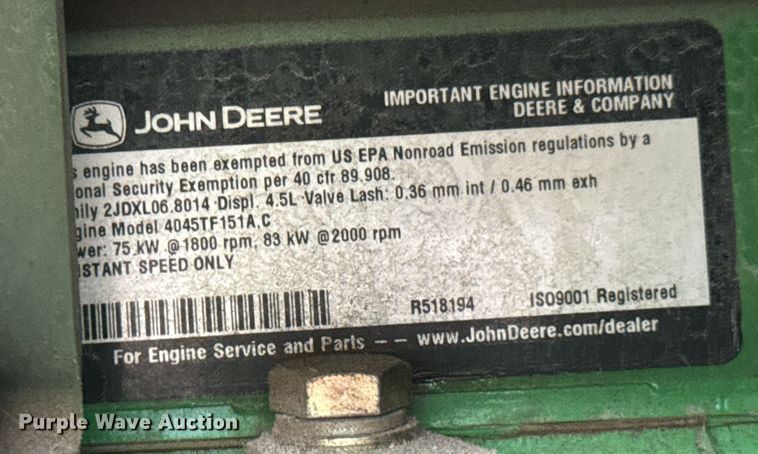 JOHN DEERE
IMPORTANT ENGINE INFORMATION
DEERE & COMPANY
s engine has been exempted from US EPA Nonroad Emission regulations by a
onal Security Exemption per 40 cfr 89.908.
nily 2JDXL06.8014 Displ. 4.5L Valve Lash: 0.36 mm int / 0.46 mm exh
gine Model 4045TF151A,C
wer: 75 kW @1800 rpm, 83 kW @2000 rpm
STANT SPEED ONLY
R518194 ISO9001 Registered
For Engine Service and Parts -- www.JohnDeere.com/dealer
Purple Wave Auction